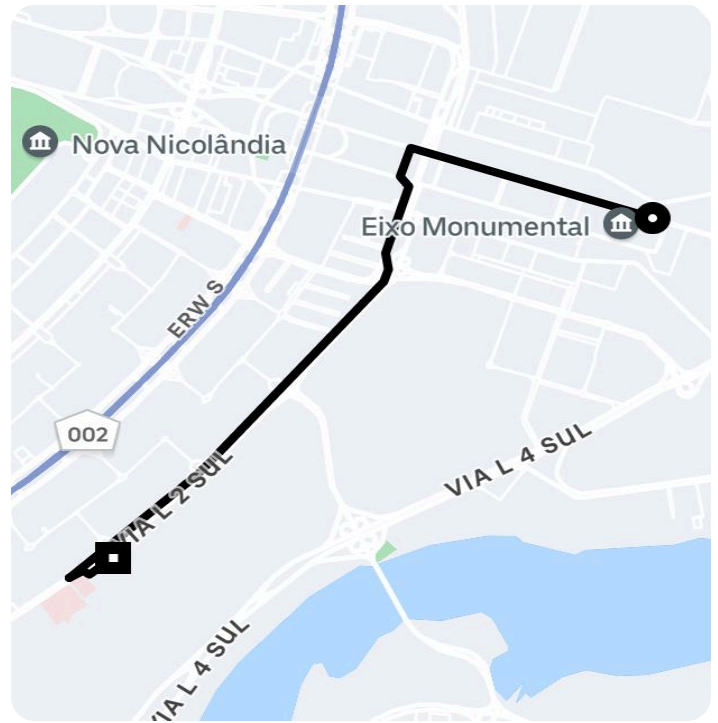 Nova Nicolândia
Eixo Monumental
ERW S
002
VIA L 2 SUL
VIA L 4 SUL
VIA L 4 SUL